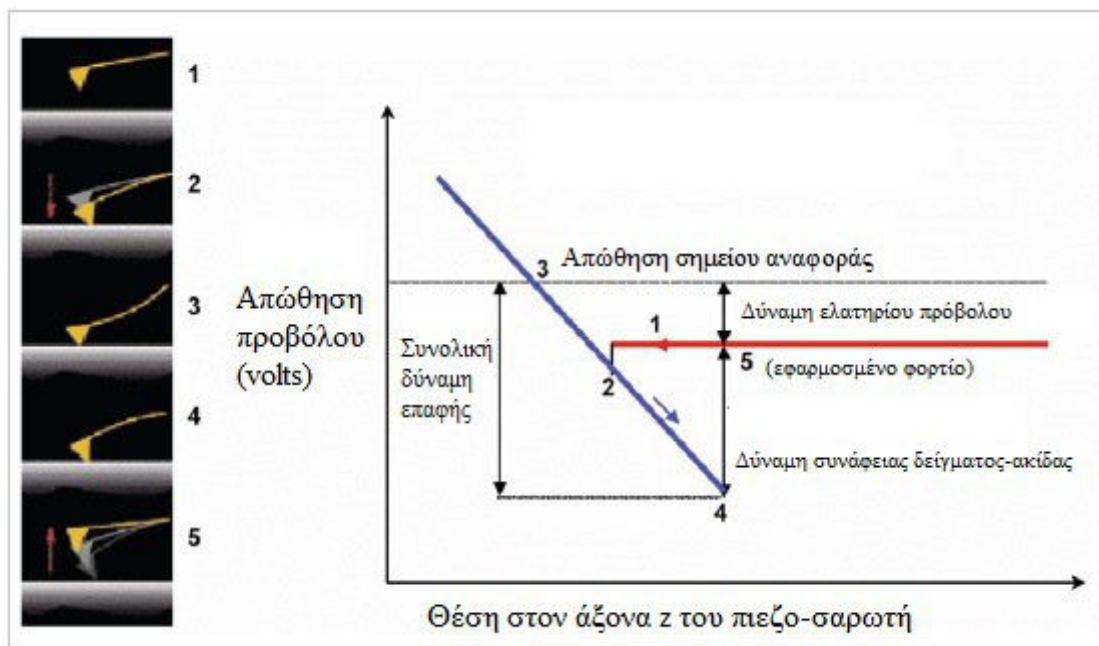 1
2
3
4
5
Απώθηση
προβόλου
(volts)
3
Απώθηση σημείου αναφοράς
Συνολική
δύναμη
επαφής
1
Δύναμη ελατηρίου πρόβολου
2
5 (εφαρμοσμένο φορτίο)
Δύναμη συνάφειας δείγματος-ακίδας
4
Θέση στον άξονα z του πιεζο-σαρωτή